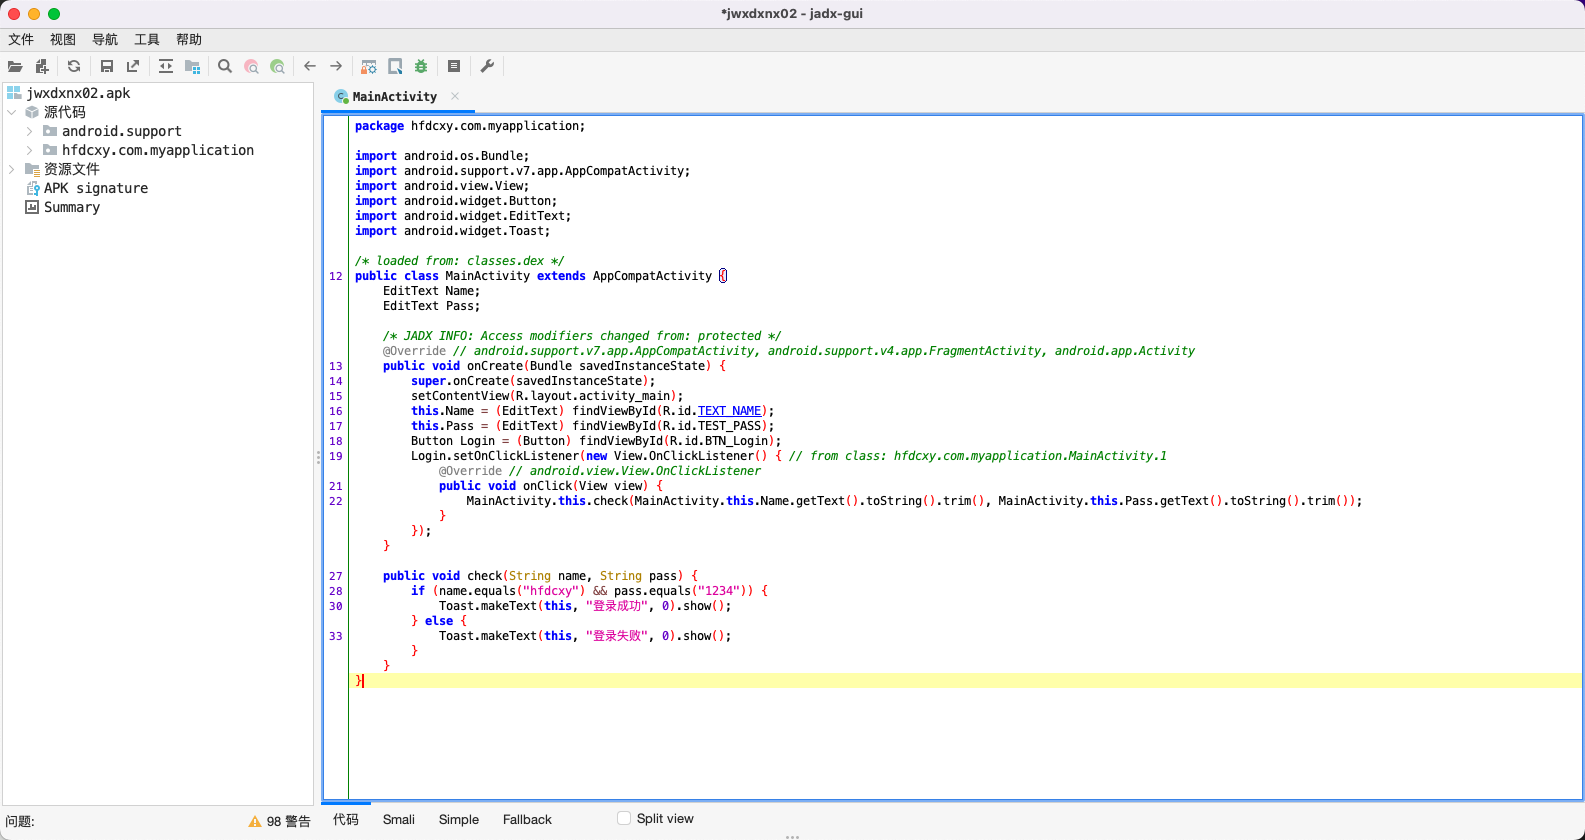 *jwxdxnx02 - jadx-gui
文件 视图 导航 工具 帮助
jwxdxnx02.apk
源代码
android.support
hfdcxy.com.myapplication
资源文件
APK signature
Summary
MainActivity
package hfdcxy.com.myapplication;
import android.os.Bundle;
import android.support.v7.app.AppCompatActivity;
import android.view.View;
import android.widget.Button;
import android.widget.EditText;
import android.widget.Toast;
/* loaded from: classes.dex */
12 public class MainActivity extends AppCompatActivity {
EditText Name;
EditText Pass;
/* JADX INFO: Access modifiers changed from: protected */
@Override // android.support.v7.app.AppCompatActivity, android.support.v4.app.FragmentActivity, android.app.Activity
13 public void onCreate(Bundle savedInstanceState) {
14 super.onCreate(savedInstanceState);
15 setContentView(R.layout.activity_main);
16 this.Name = (EditText) findViewById(R.id.TEXT_NAME);
17 this.Pass = (EditText) findViewById(R.id.TEST_PASS);
18 Button Login = (Button) findViewById(R.id.BTN_Login);
19 Login.setOnClickListener(new View.OnClickListener() { // from class: hfdcxy.com.myapplication.MainActivity.1
@Override // android.view.View.OnClickListener
21 public void onClick(View view) {
22 MainActivity.this.check(MainActivity.this.Name.getText().toString().trim(), MainActivity.this.Pass.getText().toString().trim());
}
});
}
27 public void check(String name, String pass) {
28 if (name.equals("hfdcxy") && pass.equals("1234")) {
30 Toast.makeText(this, "登录成功", 0).show();
} else {
33 Toast.makeText(this, "登录失败", 0).show();
}
}
}
问题: 98 警告
代码 Smali Simple Fallback Split view